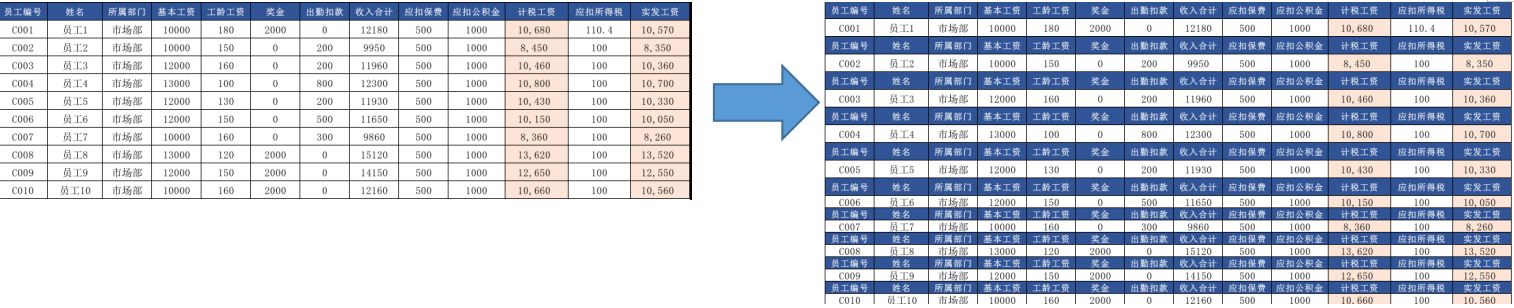 员工编号 姓名 所属部门 基本工资 工龄工资 奖金 出勤扣款 收入合计 应扣保费 应扣公积金 计税工资 应扣所得税 实发工资
C001 员工1 市场部 10000 180 2000 0 12180 500 1000 10,680 110.4 10,570
C002 员工2 市场部 10000 150 0 200 9950 500 1000 8,450 100 8,350
C003 员工3 市场部 12000 160 0 200 11960 500 1000 10,460 100 10,360
C004 员工4 市场部 13000 100 0 800 12300 500 1000 10,800 100 10,700
C005 员工5 市场部 12000 130 0 200 11930 500 1000 10,430 100 10,330
C006 员工6 市场部 12000 150 0 500 11650 500 1000 10,150 100 10,050
C007 员工7 市场部 10000 160 0 300 9860 500 1000 8,360 100 8,260
C008 员工8 市场部 13000 120 2000 0 15120 500 1000 13,620 100 13,520
C009 员工9 市场部 12000 150 2000 0 14150 500 1000 12,650 100 12,550
C010 员工10 市场部 10000 160 2000 0 12160 500 1000 10,660 100 10,560
员工编号 姓名 所属部门 基本工资 工龄工资 奖金 出勤扣款 收入合计 应扣保费 应扣公积金 计税工资 应扣所得税 实发工资
C001 员工1 市场部 10000 180 2000 0 12180 500 1000 10,680 110.4 10,570
员工编号 姓名 所属部门 基本工资 工龄工资 奖金 出勤扣款 收入合计 应扣保费 应扣公积金 计税工资 应扣所得税 实发工资
C002 员工2 市场部 10000 150 0 200 9950 500 1000 8,450 100 8,350
员工编号 姓名 所属部门 基本工资 工龄工资 奖金 出勤扣款 收入合计 应扣保费 应扣公积金 计税工资 应扣所得税 实发工资
C003 员工3 市场部 12000 160 0 200 11960 500 1000 10,460 100 10,360
员工编号 姓名 所属部门 基本工资 工龄工资 奖金 出勤扣款 收入合计 应扣保费 应扣公积金 计税工资 应扣所得税 实发工资
C004 员工4 市场部 13000 100 0 800 12300 500 1000 10,800 100 10,700
员工编号 姓名 所属部门 基本工资 工龄工资 奖金 出勤扣款 收入合计 应扣保费 应扣公积金 计税工资 应扣所得税 实发工资
C005 员工5 市场部 12000 130 0 200 11930 500 1000 10,430 100 10,330
员工编号 姓名 所属部门 基本工资 工龄工资 奖金 出勤扣款 收入合计 应扣保费 应扣公积金 计税工资 应扣所得税 实发工资
C006 员工6 市场部 12000 150 0 500 11650 500 1000 10,150 100 10,050
员工编号 姓名 所属部门 基本工资 工龄工资 奖金 出勤扣款 收入合计 应扣保费 应扣公积金 计税工资 应扣所得税 实发工资
C007 员工7 市场部 10000 160 0 300 9860 500 1000 8,360 100 8,260
员工编号 姓名 所属部门 基本工资 工龄工资 奖金 出勤扣款 收入合计 应扣保费 应扣公积金 计税工资 应扣所得税 实发工资
C008 员工8 市场部 13000 120 2000 0 15120 500 1000 13,620 100 13,520
员工编号 姓名 所属部门 基本工资 工龄工资 奖金 出勤扣款 收入合计 应扣保费 应扣公积金 计税工资 应扣所得税 实发工资
C009 员工9 市场部 12000 150 2000 0 14150 500 1000 12,650 100 12,550
员工编号 姓名 所属部门 基本工资 工龄工资 奖金 出勤扣款 收入合计 应扣保费 应扣公积金 计税工资 应扣所得税 实发工资
C010 员工10 市场部 10000 160 2000 0 12160 500 1000 10,660 100 10,560